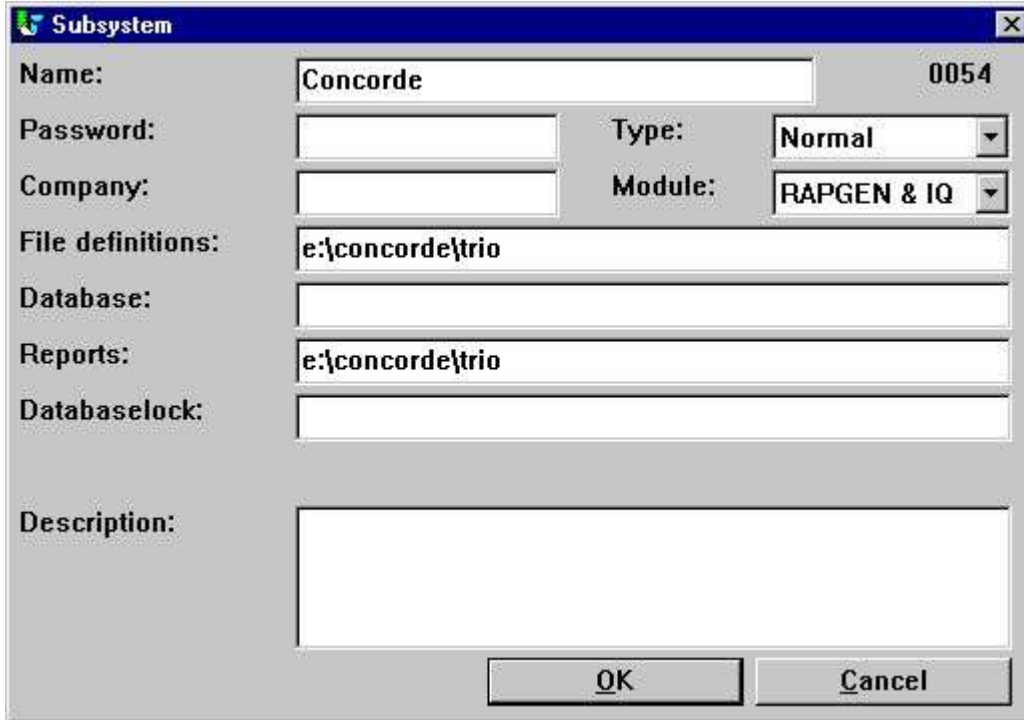 Subsystem
Name: Concorde 0054
Password: Type: Normal
Company: Module: RAPGEN & IQ
File definitions: e:\concorde\trio
Database:
Reports: e:\concorde\trio
Databaselock:
Description:
OK Cancel